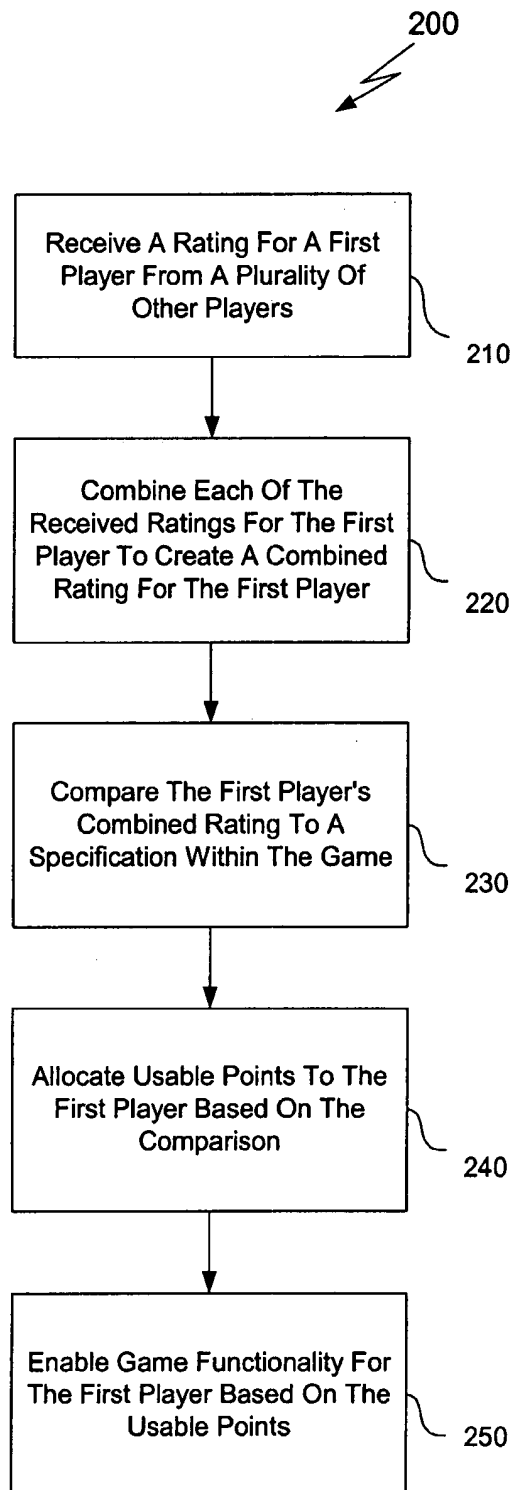 200
Receive A Rating For A First
Player From A Plurality Of
Other Players
210
Combine Each Of The
Received Ratings For The First
Player To Create A Combined
Rating For The First Player
220
Compare The First Player's
Combined Rating To A
Specification Within The Game
230
Allocate Usable Points To The
First Player Based On The
Comparison
240
Enable Game Functionality For
The First Player Based On The
Usable Points
250